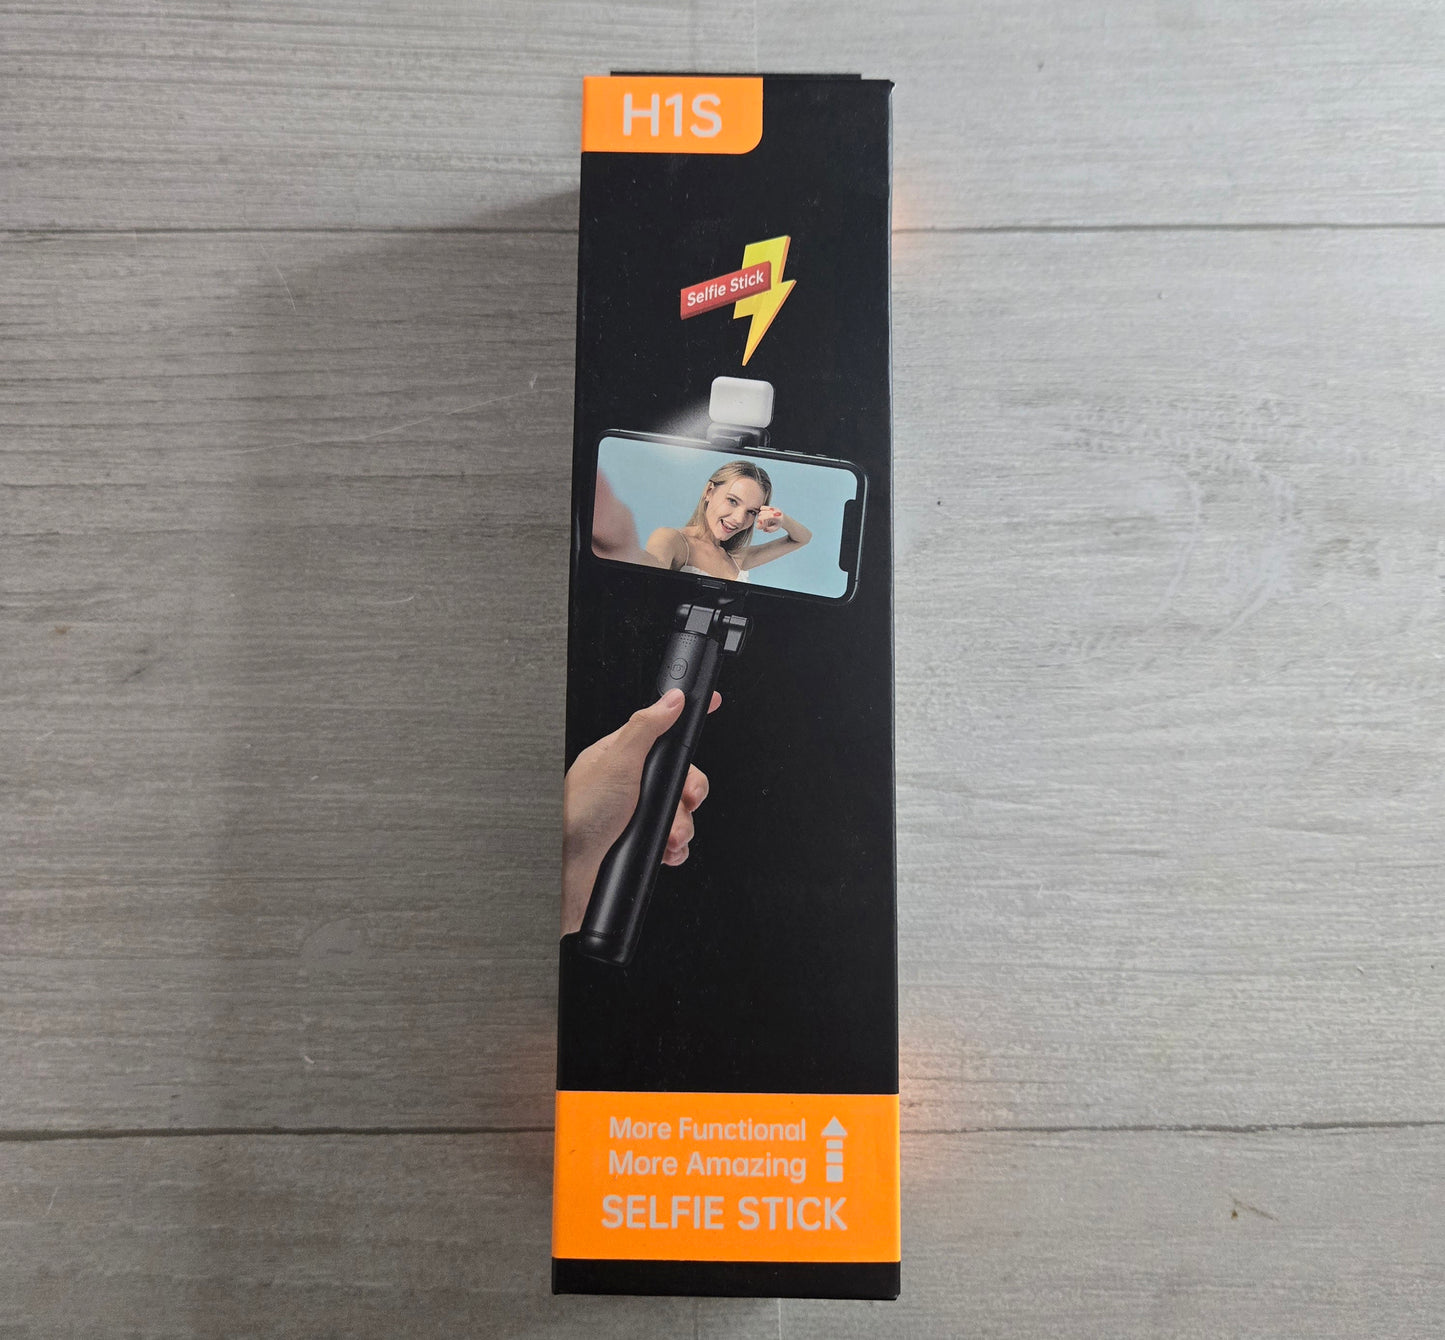 H1S
Selfie Stick
More Functional
More Amazing
SELFIE STICK